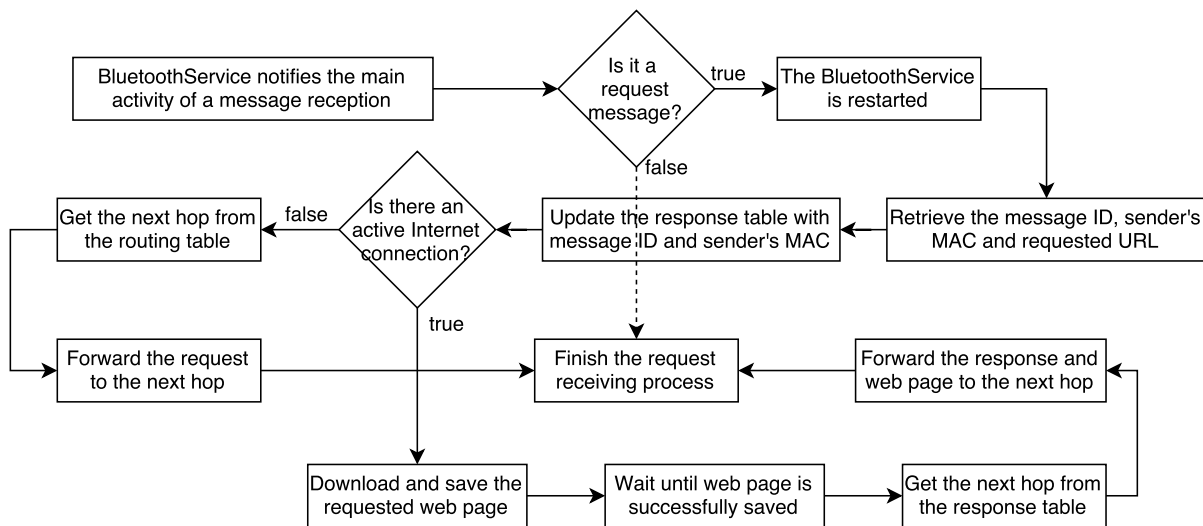 BluetoothService notifies the main
activity of a message reception
Is it a
request
message?
true
The BluetoothService
is restarted
false
Get the next hop from
the routing table
false
Is there an
active Internet
connection?
Update the response table with
message ID and sender's MAC
Retrieve the message ID, sender's
MAC and requested URL
true
Forward the request
to the next hop
Finish the request
receiving process
Forward the response and
web page to the next hop
Download and save the
requested web page
Wait until web page is
successfully saved
Get the next hop from
the response table